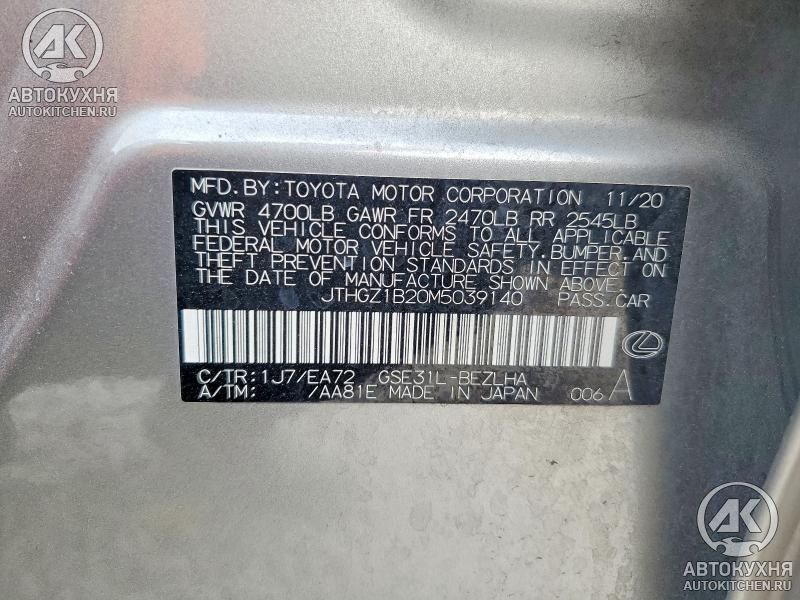 АК
АВТОКУХНЯ
AUTOKITCHEN.RU
MFD. BY: TOYOTA MOTOR CORPORATION 11/20
GVWR 4700LB GAWR FR 2470LB RR 2545LB
THIS VEHICLE CONFORMS TO ALL APPLICABLE
FEDERAL MOTOR VEHICLE SAFETY, BUMPER, AND
THEFT PREVENTION STANDARDS IN EFFECT ON
THE DATE OF MANUFACTURE SHOWN ABOVE.
JTHGZ1B20M5039140 PASS. CAR
C/TR: 1J7/EA72 GSE31L-BEZLHA
A/TM: /AA81E MADE IN JAPAN 006 A
АК
АВТОКУХНЯ
AUTOKITCHEN.RU